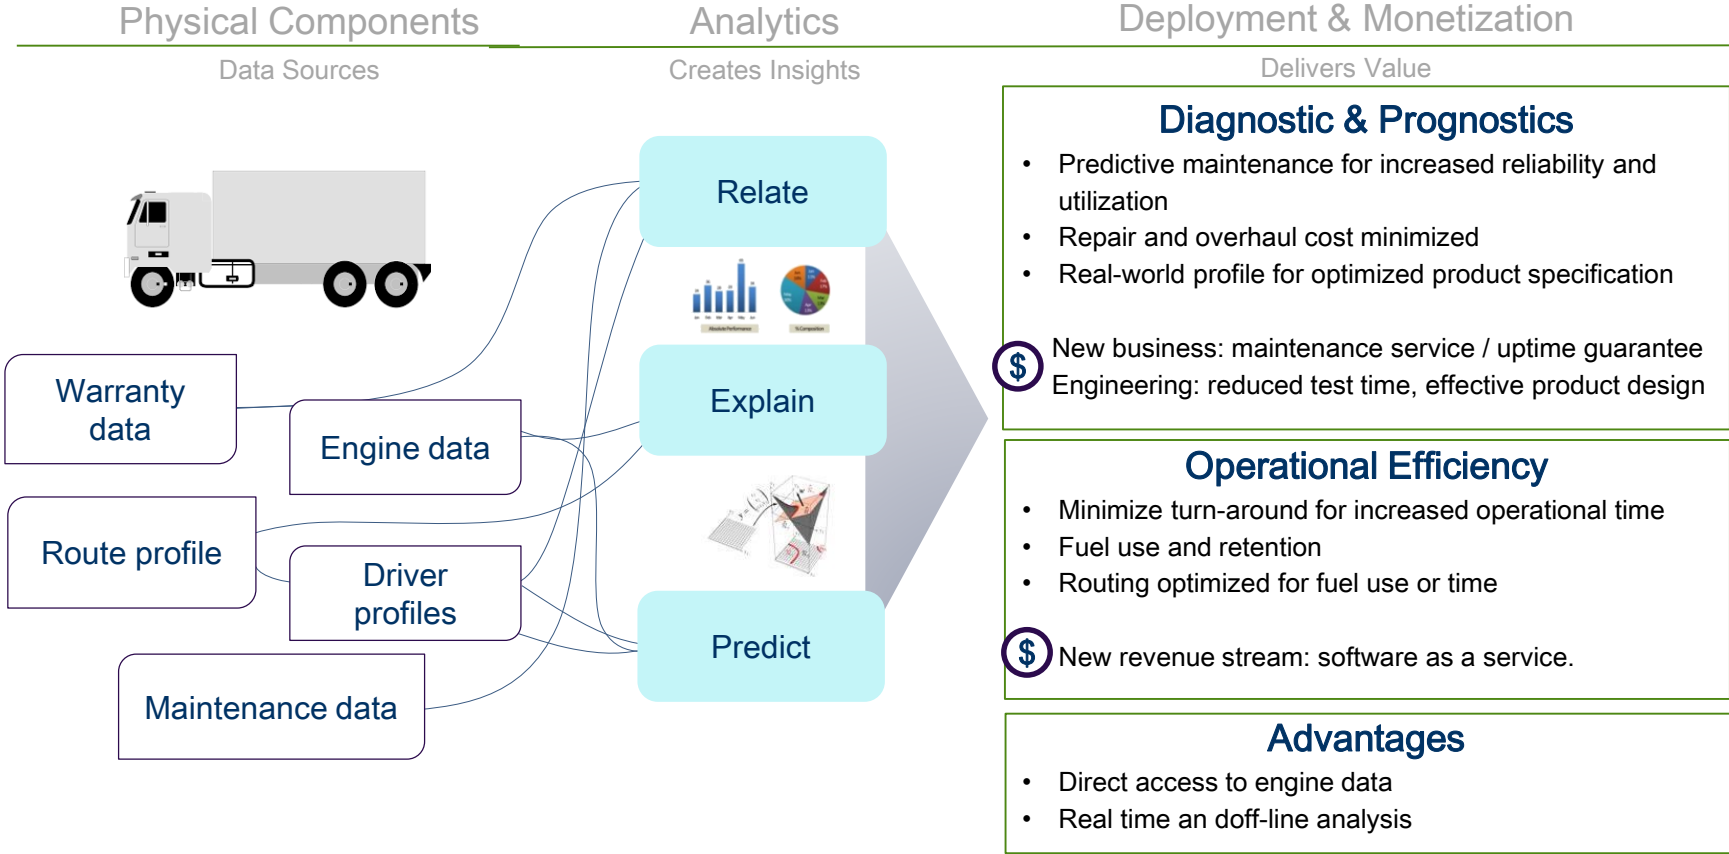 Physical Components
Analytics
Deployment & Monetization
Data Sources
Creates Insights
Delivers Value
Warranty
data
Engine data
Route profile
Driver
profiles
Maintenance data
Relate
Absolute Performance
% Composition
Explain
Predict
Diagnostic & Prognostics
• Predictive maintenance for increased reliability and
utilization
• Repair and overhaul cost minimized
• Real-world profile for optimized product specification
$
New business: maintenance service / uptime guarantee
Engineering: reduced test time, effective product design
Operational Efficiency
• Minimize turn-around for increased operational time
• Fuel use and retention
• Routing optimized for fuel use or time
$
New revenue stream: software as a service.
Advantages
• Direct access to engine data
• Real time an doff-line analysis